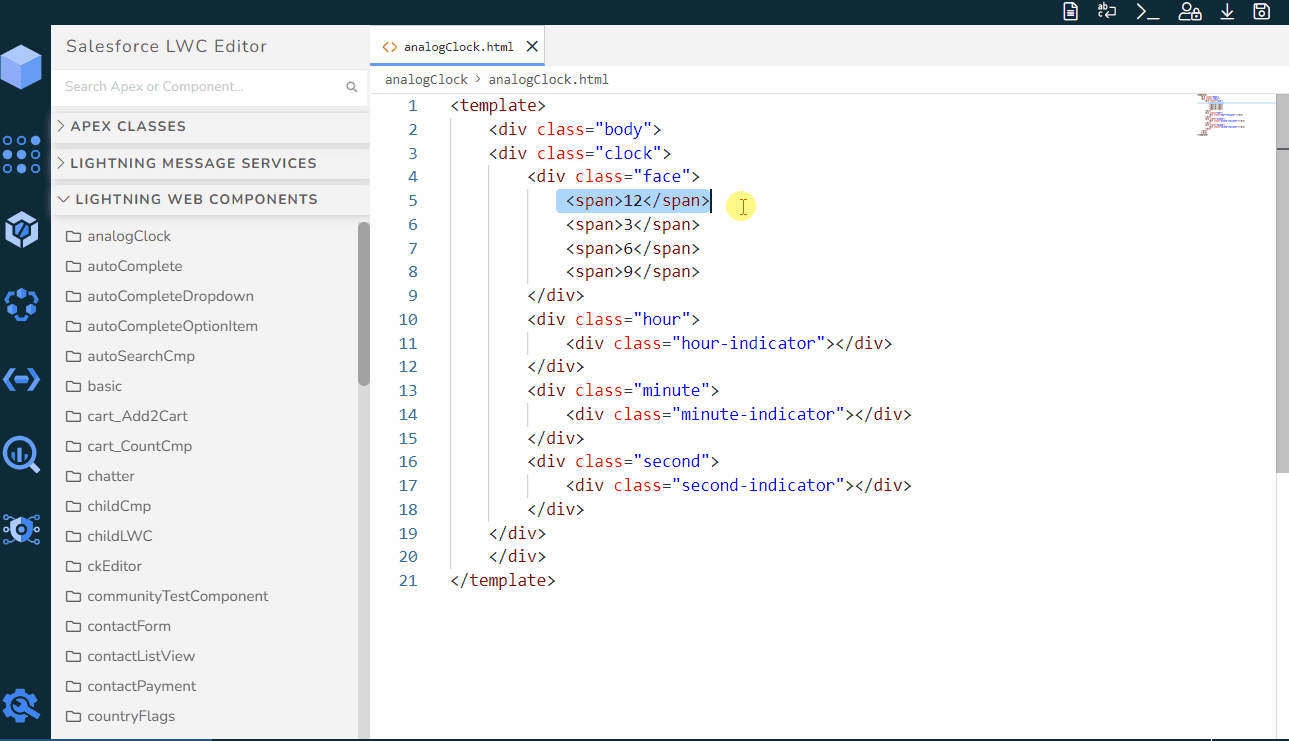 Salesforce LWC Editor
Search Apex or Component...
APEX CLASSES
LIGHTNING MESSAGE SERVICES
LIGHTNING WEB COMPONENTS
analogClock
autoComplete
autoCompleteDropdown
autoCompleteOptionItem
autoSearchCmp
basic
cart_Add2Cart
cart_CountCmp
chatter
childCmp
childLWC
ckEditor
communityTestComponent
contactForm
contactListView
contactPayment
countryFlags
<> analogClock.html
analogClock > analogClock.html
1 <template>
2 <div class="body">
3 <div class="clock">
4 <div class="face">
5 <span>12</span>
6 <span>3</span>
7 <span>6</span>
8 <span>9</span>
9 </div>
10 <div class="hour">
11 <div class="hour-indicator"></div>
12 </div>
13 <div class="minute">
14 <div class="minute-indicator"></div>
15 </div>
16 <div class="second">
17 <div class="second-indicator"></div>
18 </div>
19 </div>
20 </div>
21 </template>